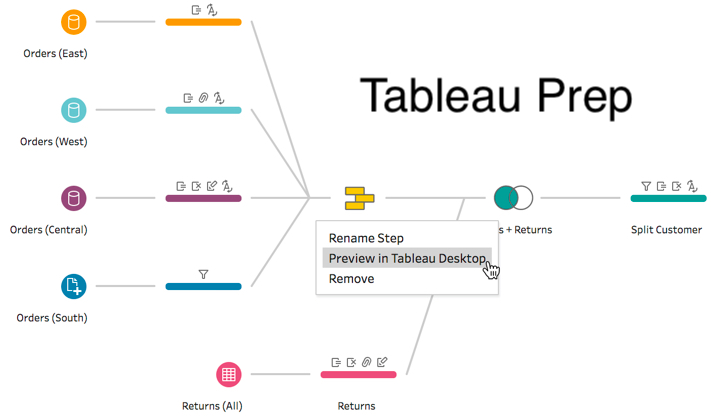 Orders (East)
Tableau Prep
Orders (West)
Orders (Central)
s + Returns
Split Customer
Rename Step
Preview in Tableau Desktop
Remove
Orders (South)
Returns (All)
Returns